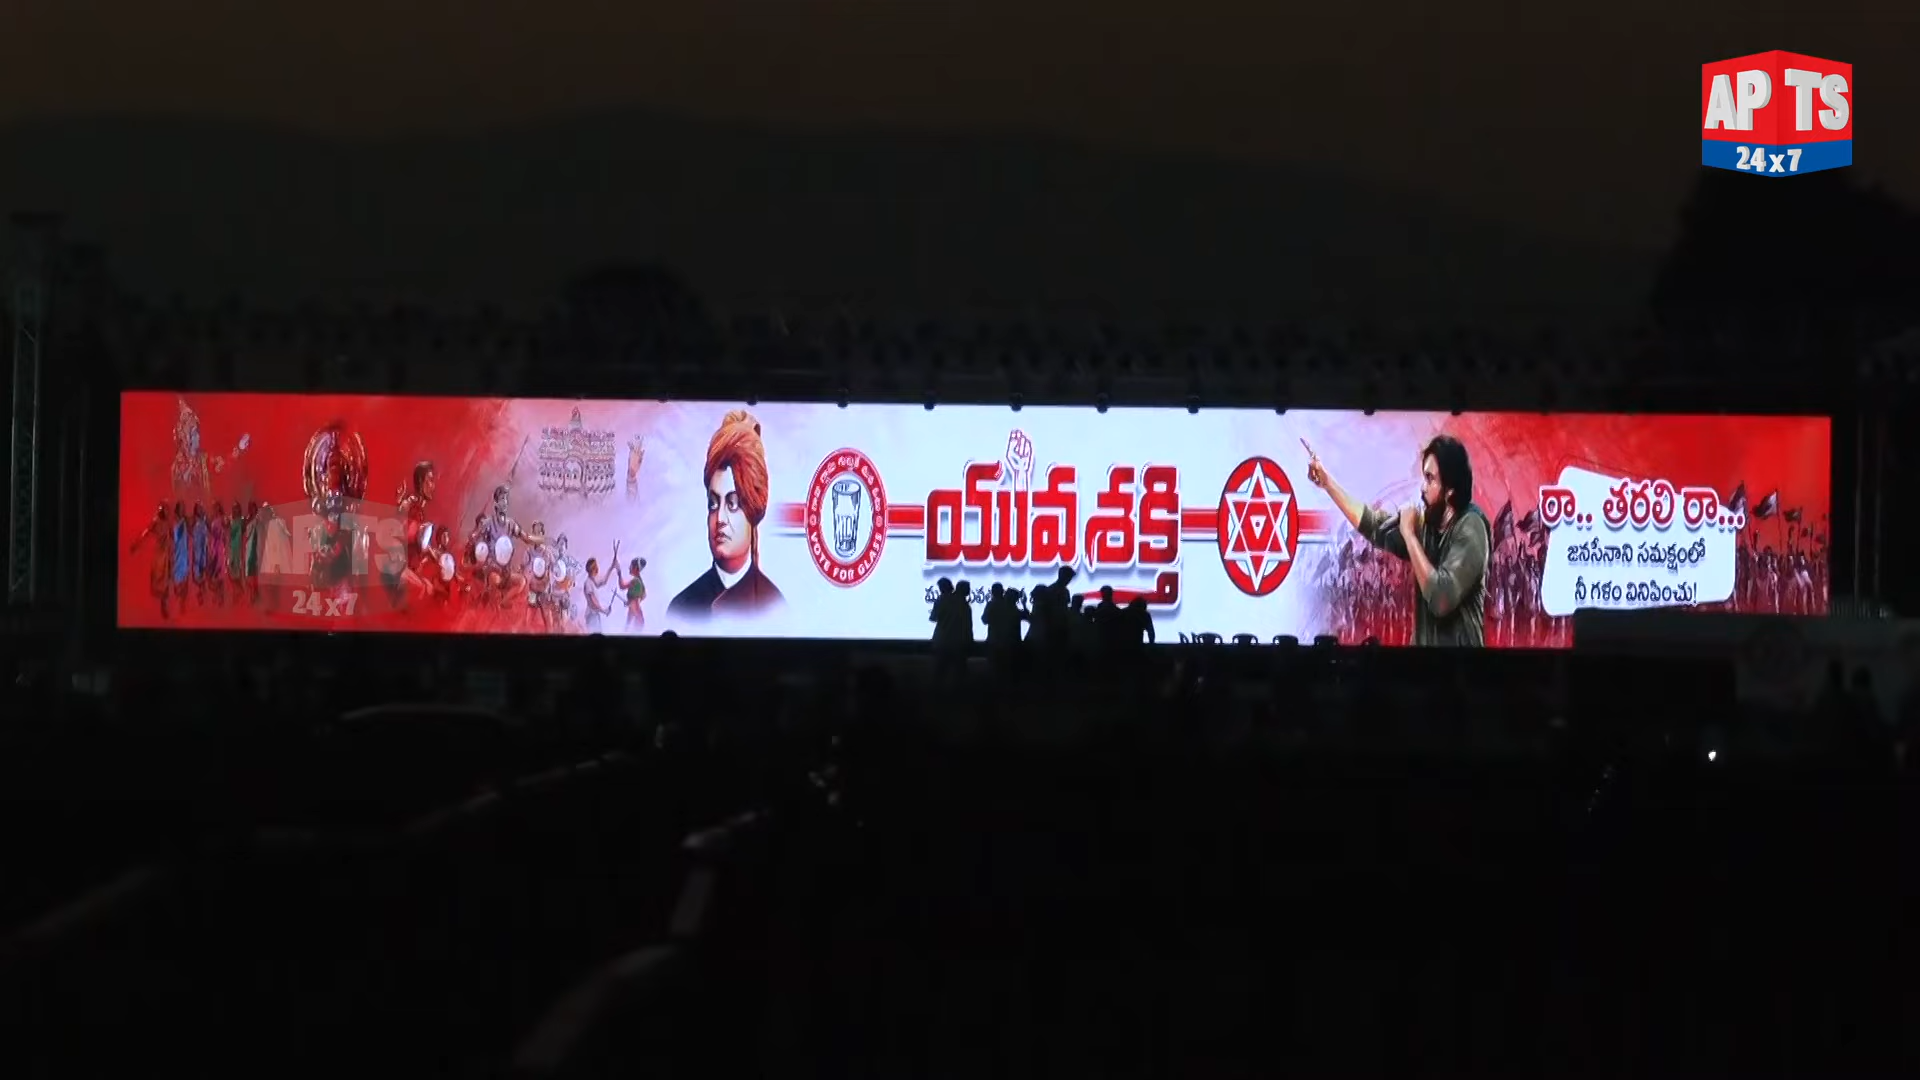 AP TS
24x7
VOTE FOR GLASS
యువశక్తి
రా.. తరలి రా...
జనసేనాని సమక్షంలో
నీ గళం వినిపించు!
AP TS
24x7